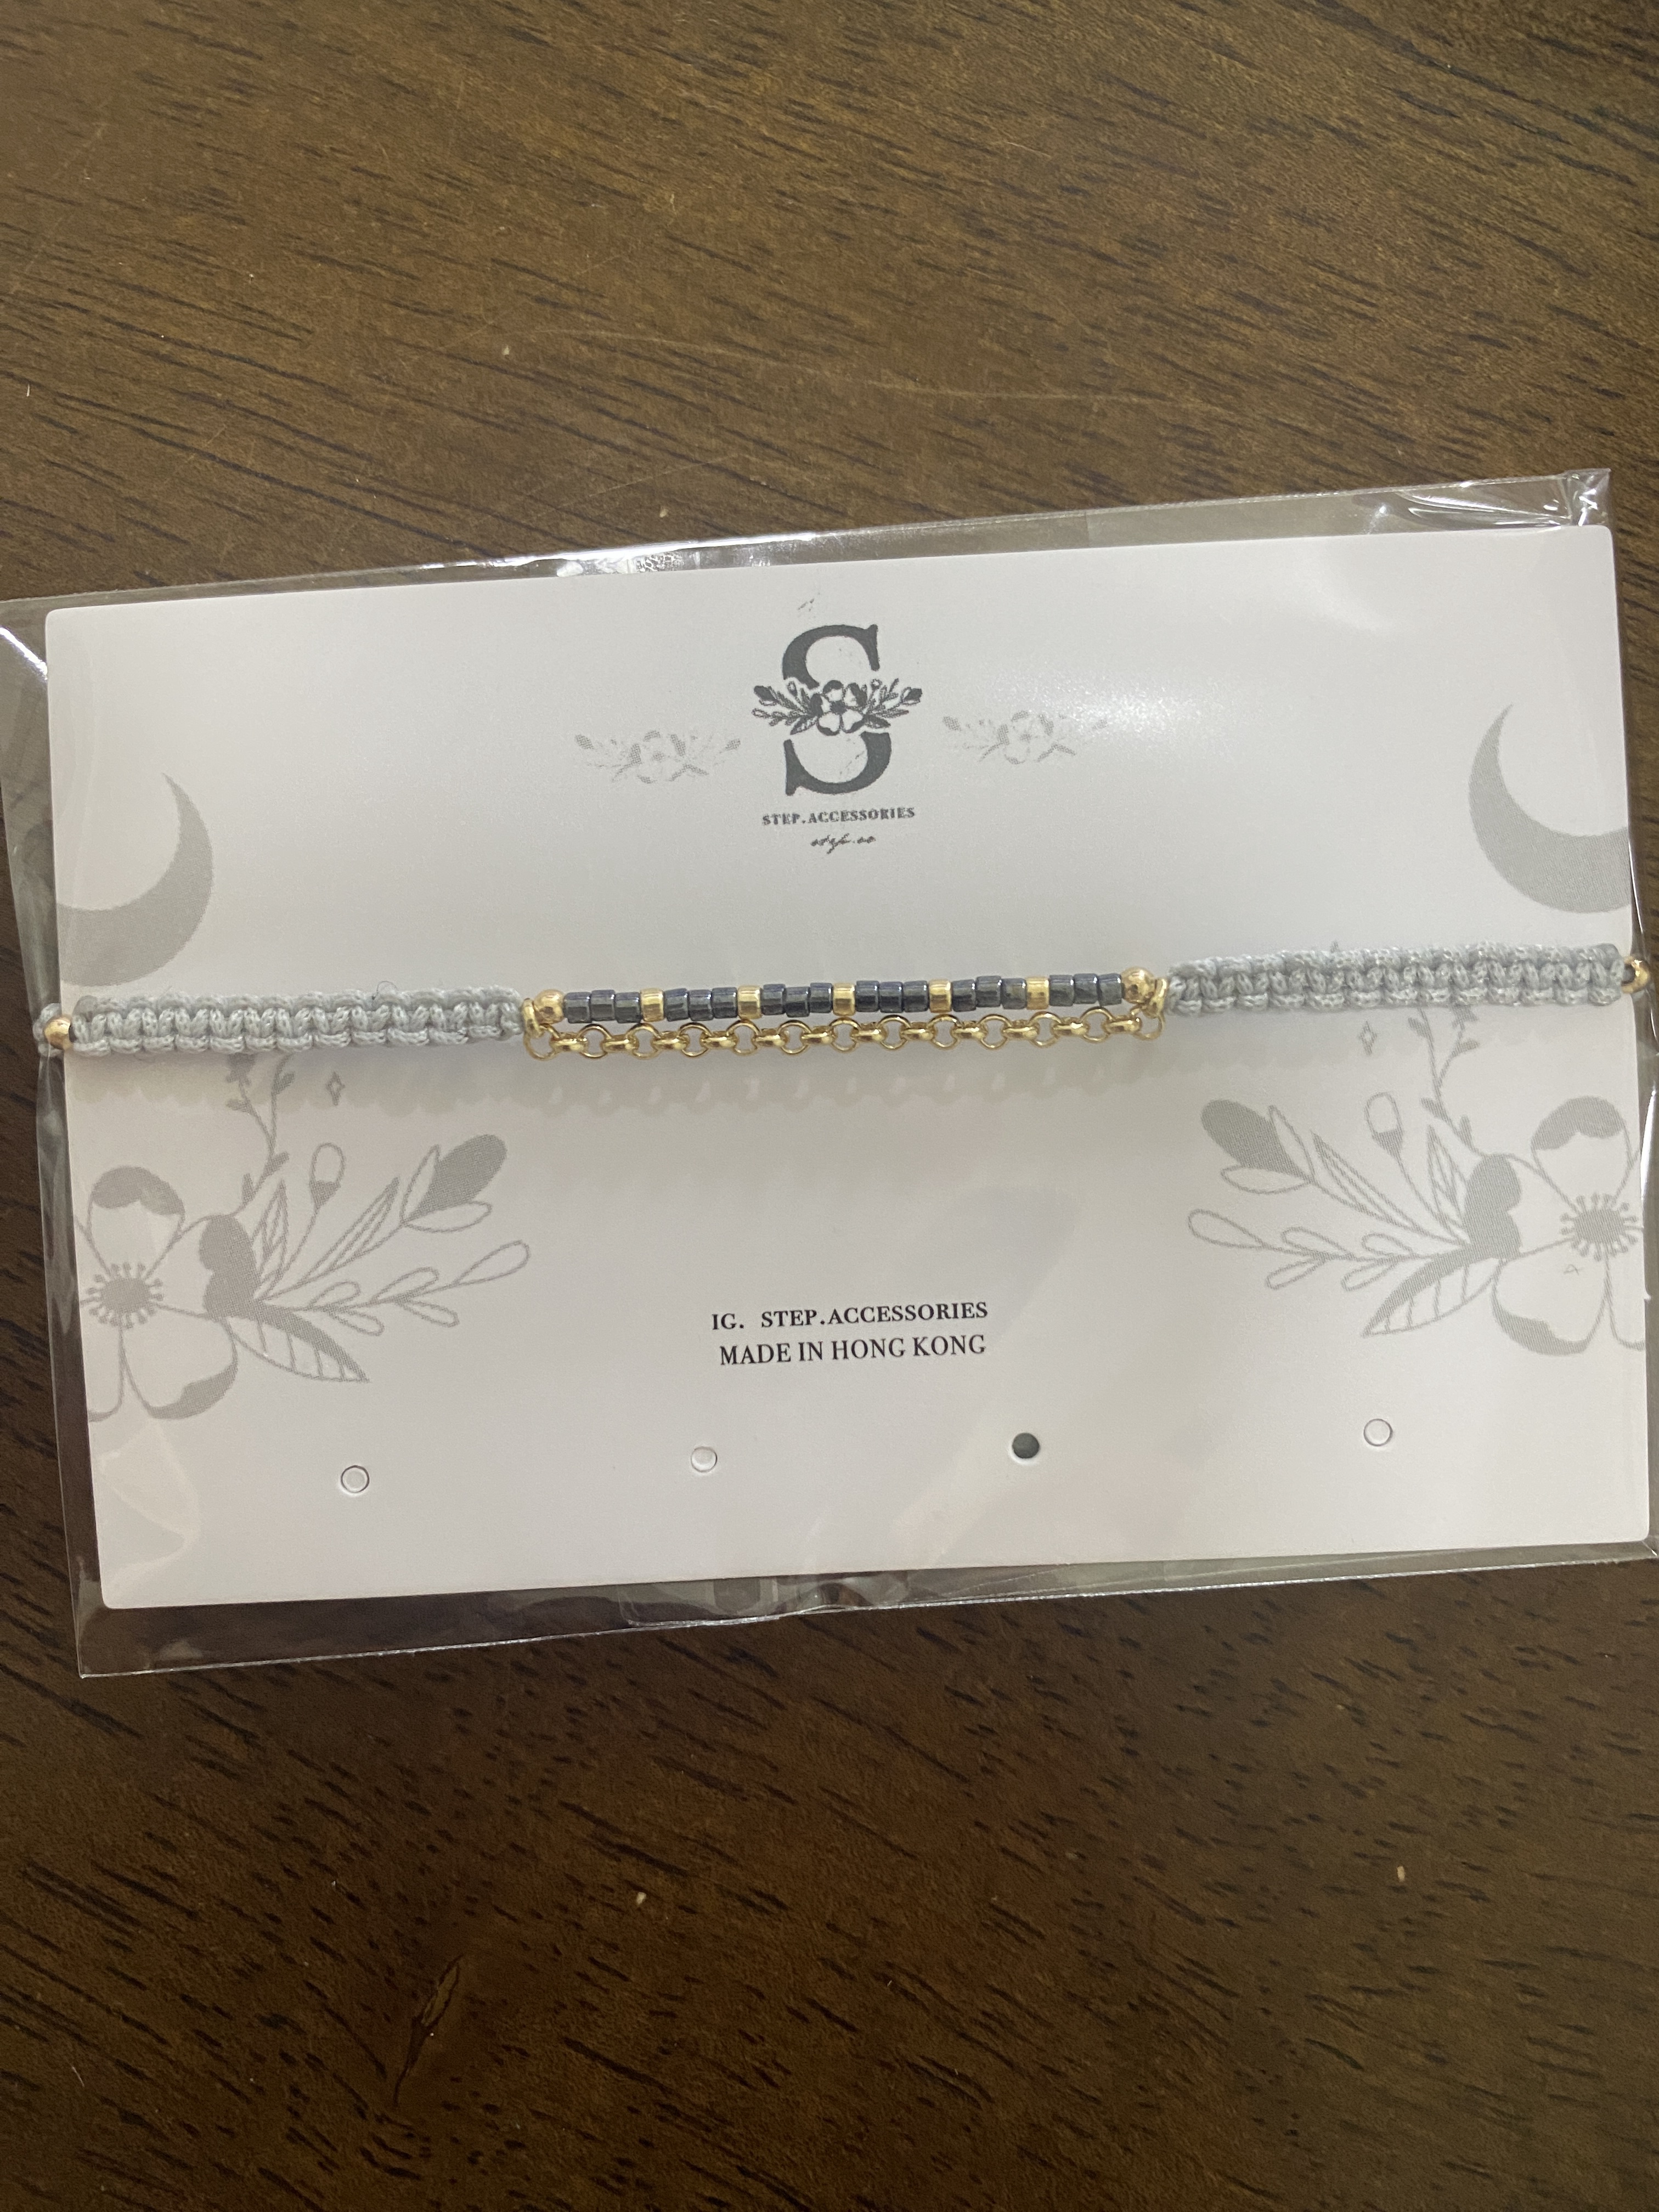 S
STEP.ACCESSORIES
IG. STEP.ACCESSORIES
MADE IN HONG KONG